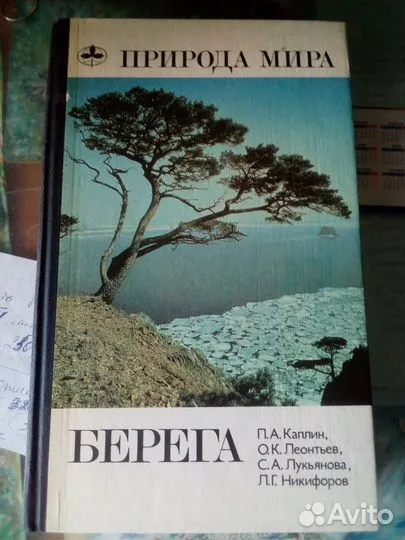 ПРИРОДА МИРА
БЕРЕГА
П.А. Каплин,
О.К. Леонтьев,
С.А. Лукьянова,
Л.Г. Никифоров
Avito